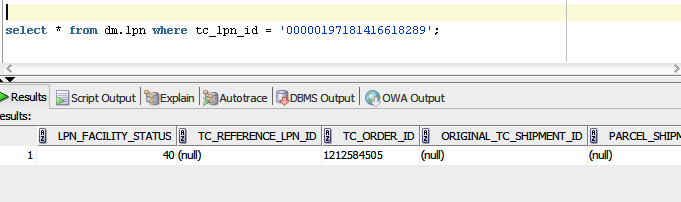 select * from dm.lpn where tc_lpn_id = '00000197181416618289';
Results Script Output Explain Autotrace DBMS Output OWA Output
esults:
LPN_FACILITY_STATUS TC_REFERENCE_LPN_ID TC_ORDER_ID ORIGINAL_TC_SHIPMENT_ID PARCEL_SHIPM
1 40 (null) 1212584505 (null) (null)